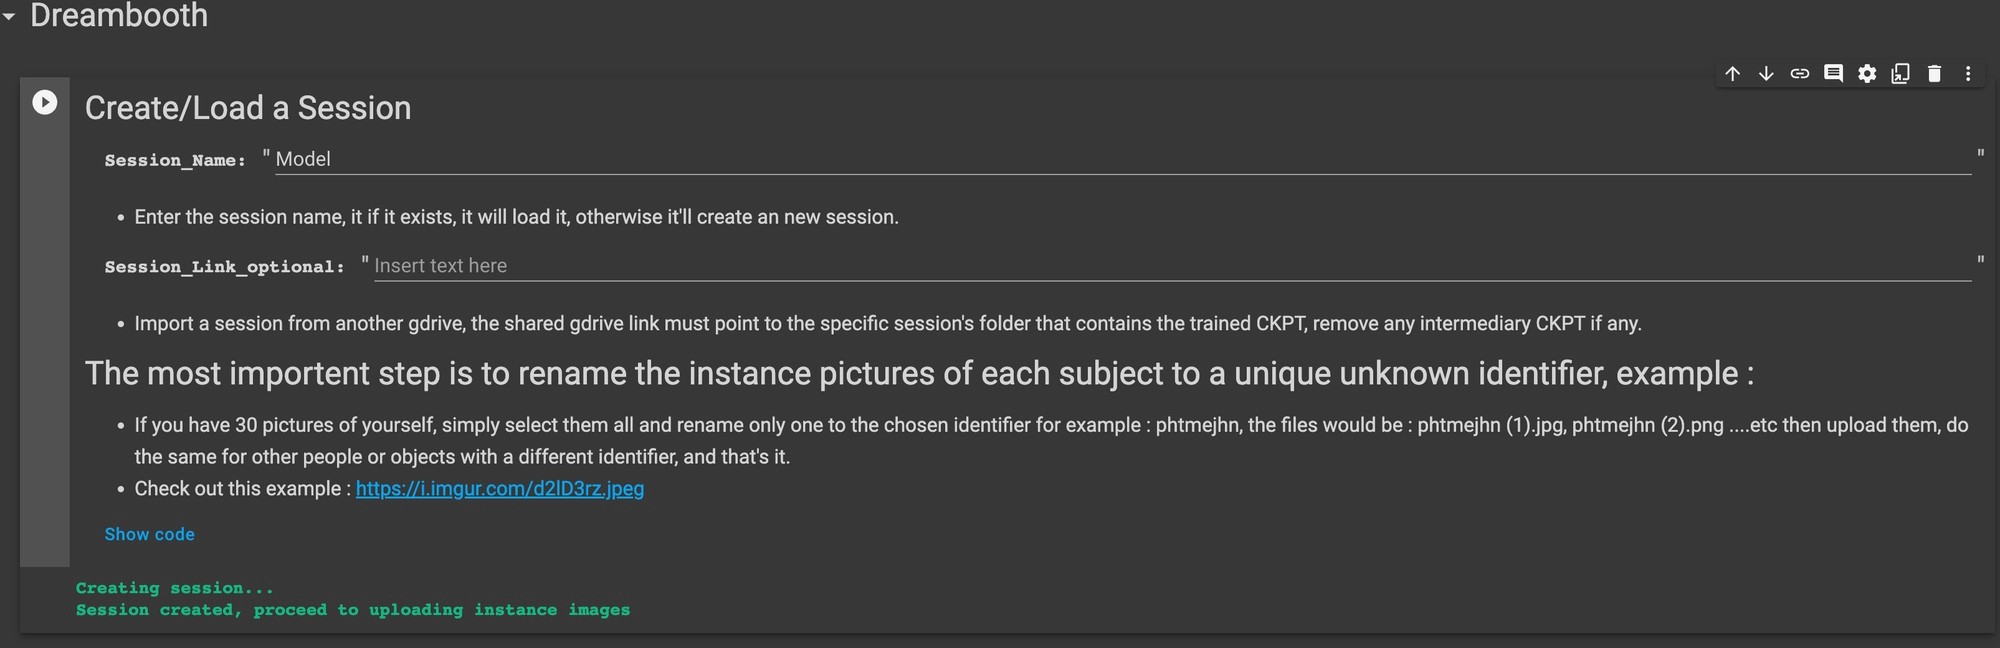 Dreambooth
Create/Load a Session
Session_Name: " Model "
Enter the session name, it if it exists, it will load it, otherwise it'll create an new session.
Session_Link_optional: " Insert text here "
Import a session from another gdrive, the shared gdrive link must point to the specific session's folder that contains the trained CKPT, remove any intermediary CKPT if any.
The most importent step is to rename the instance pictures of each subject to a unique unknown identifier, example :
If you have 30 pictures of yourself, simply select them all and rename only one to the chosen identifier for example : phtmejhn, the files would be : phtmejhn (1).jpg, phtmejhn (2).png ....etc then upload them, do
the same for other people or objects with a different identifier, and that's it.
Check out this example : https://i.imgur.com/d2lD3rz.jpeg
Show code
Creating session...
Session created, proceed to uploading instance images